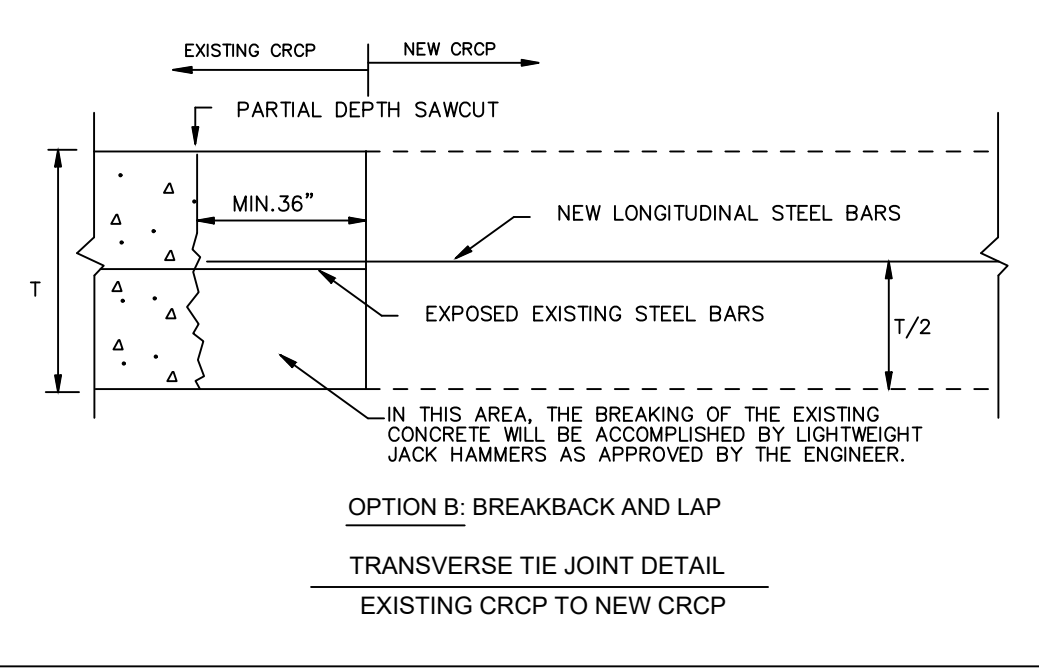 EXISTING CRCP
NEW CRCP
PARTIAL DEPTH SAWCUT
MIN.36"
NEW LONGITUDINAL STEEL BARS
T
EXPOSED EXISTING STEEL BARS
T/2
IN THIS AREA, THE BREAKING OF THE EXISTING
CONCRETE WILL BE ACCOMPLISHED BY LIGHTWEIGHT
JACK HAMMERS AS APPROVED BY THE ENGINEER.
OPTION B: BREAKBACK AND LAP
TRANSVERSE TIE JOINT DETAIL
EXISTING CRCP TO NEW CRCP